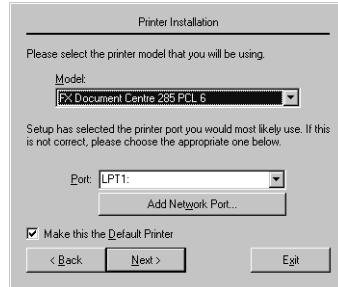 Printer Installation
Please select the printer model that you will be using.
Model:
FX Document Centre 285 PCL 6
Setup has selected the printer port you would most likely use. If this
is not correct, please choose the appropriate one below.
Port: LPT1:
Add Network Port...
Make this the Default Printer
< Back Next > Exit